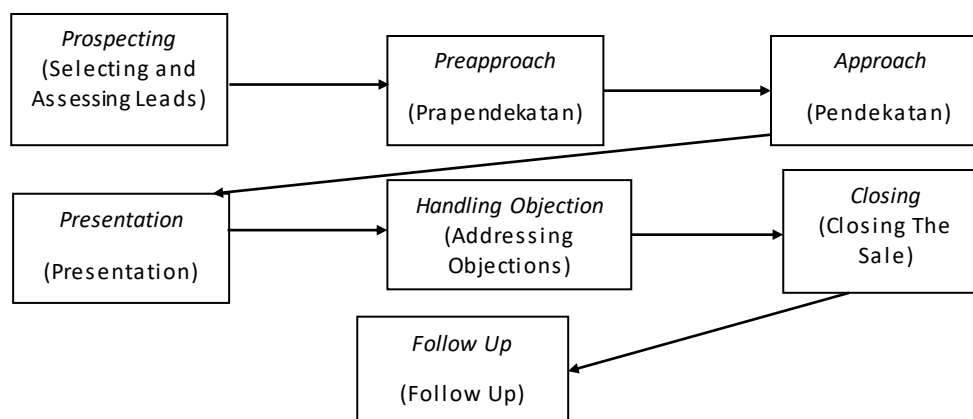 Prospecting
(Selecting and
Assessing Leads)
Preapproach
(Prapendekatan)
Approach
(Pendekatan)
Presentation
(Presentation)
Handling Objection
(Addressing
Objections)
Closing
(Closing The
Sale)
Follow Up
(Follow Up)